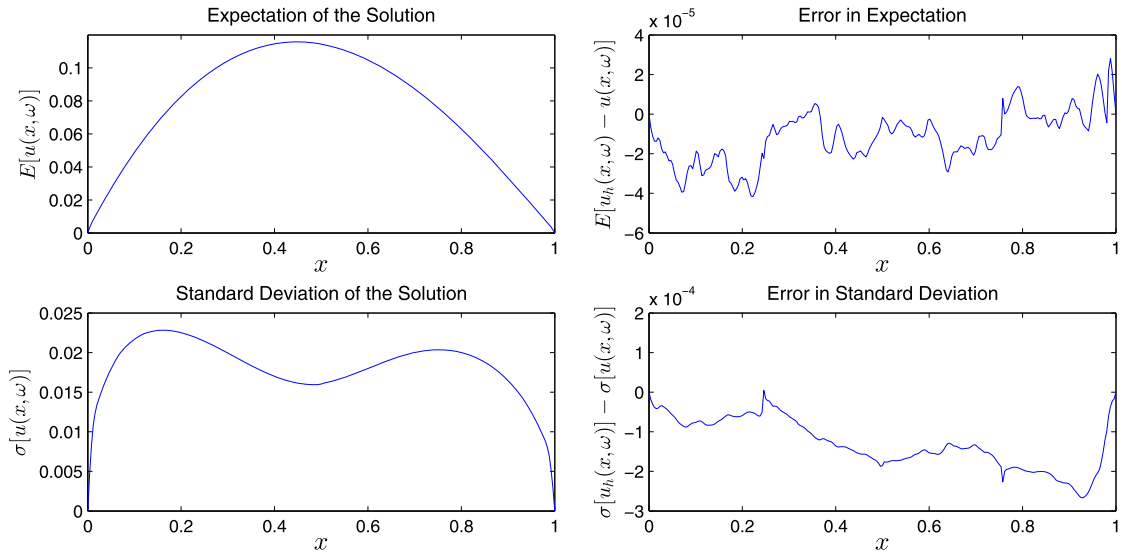 Expectation of the Solution
E[u(x,ω)]
0.1
0.08
0.06
0.04
0.02
0
0 0.2 0.4 0.6 0.8 1
x
Error in Expectation
x 10⁻⁵
E[uₕ(x,ω) − u(x,ω)]
4
2
0
−2
−4
−6
0 0.2 0.4 0.6 0.8 1
x
Standard Deviation of the Solution
σ[u(x,ω)]
0.025
0.02
0.015
0.01
0.005
0
0 0.2 0.4 0.6 0.8 1
x
Error in Standard Deviation
x 10⁻⁴
σ[uₕ(x,ω)] − σ[u(x,ω)]
2
1
0
−1
−2
−3
0 0.2 0.4 0.6 0.8 1
x